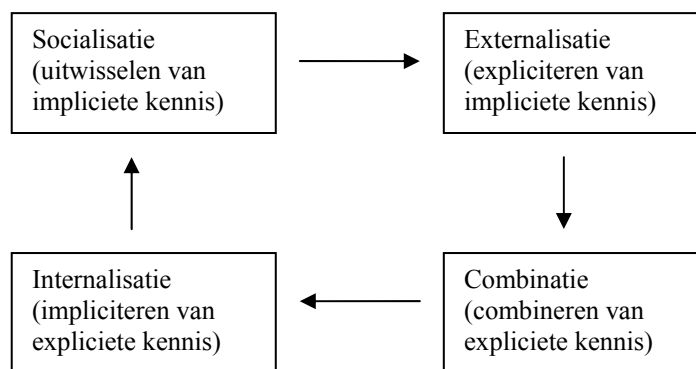 Socialisatie
(uitwisselen van
impliciete kennis)
Externalisatie
(expliciteren van
impliciete kennis)
Internalisatie
(impliciteren van
expliciete kennis)
Combinatie
(combineren van
expliciete kennis)